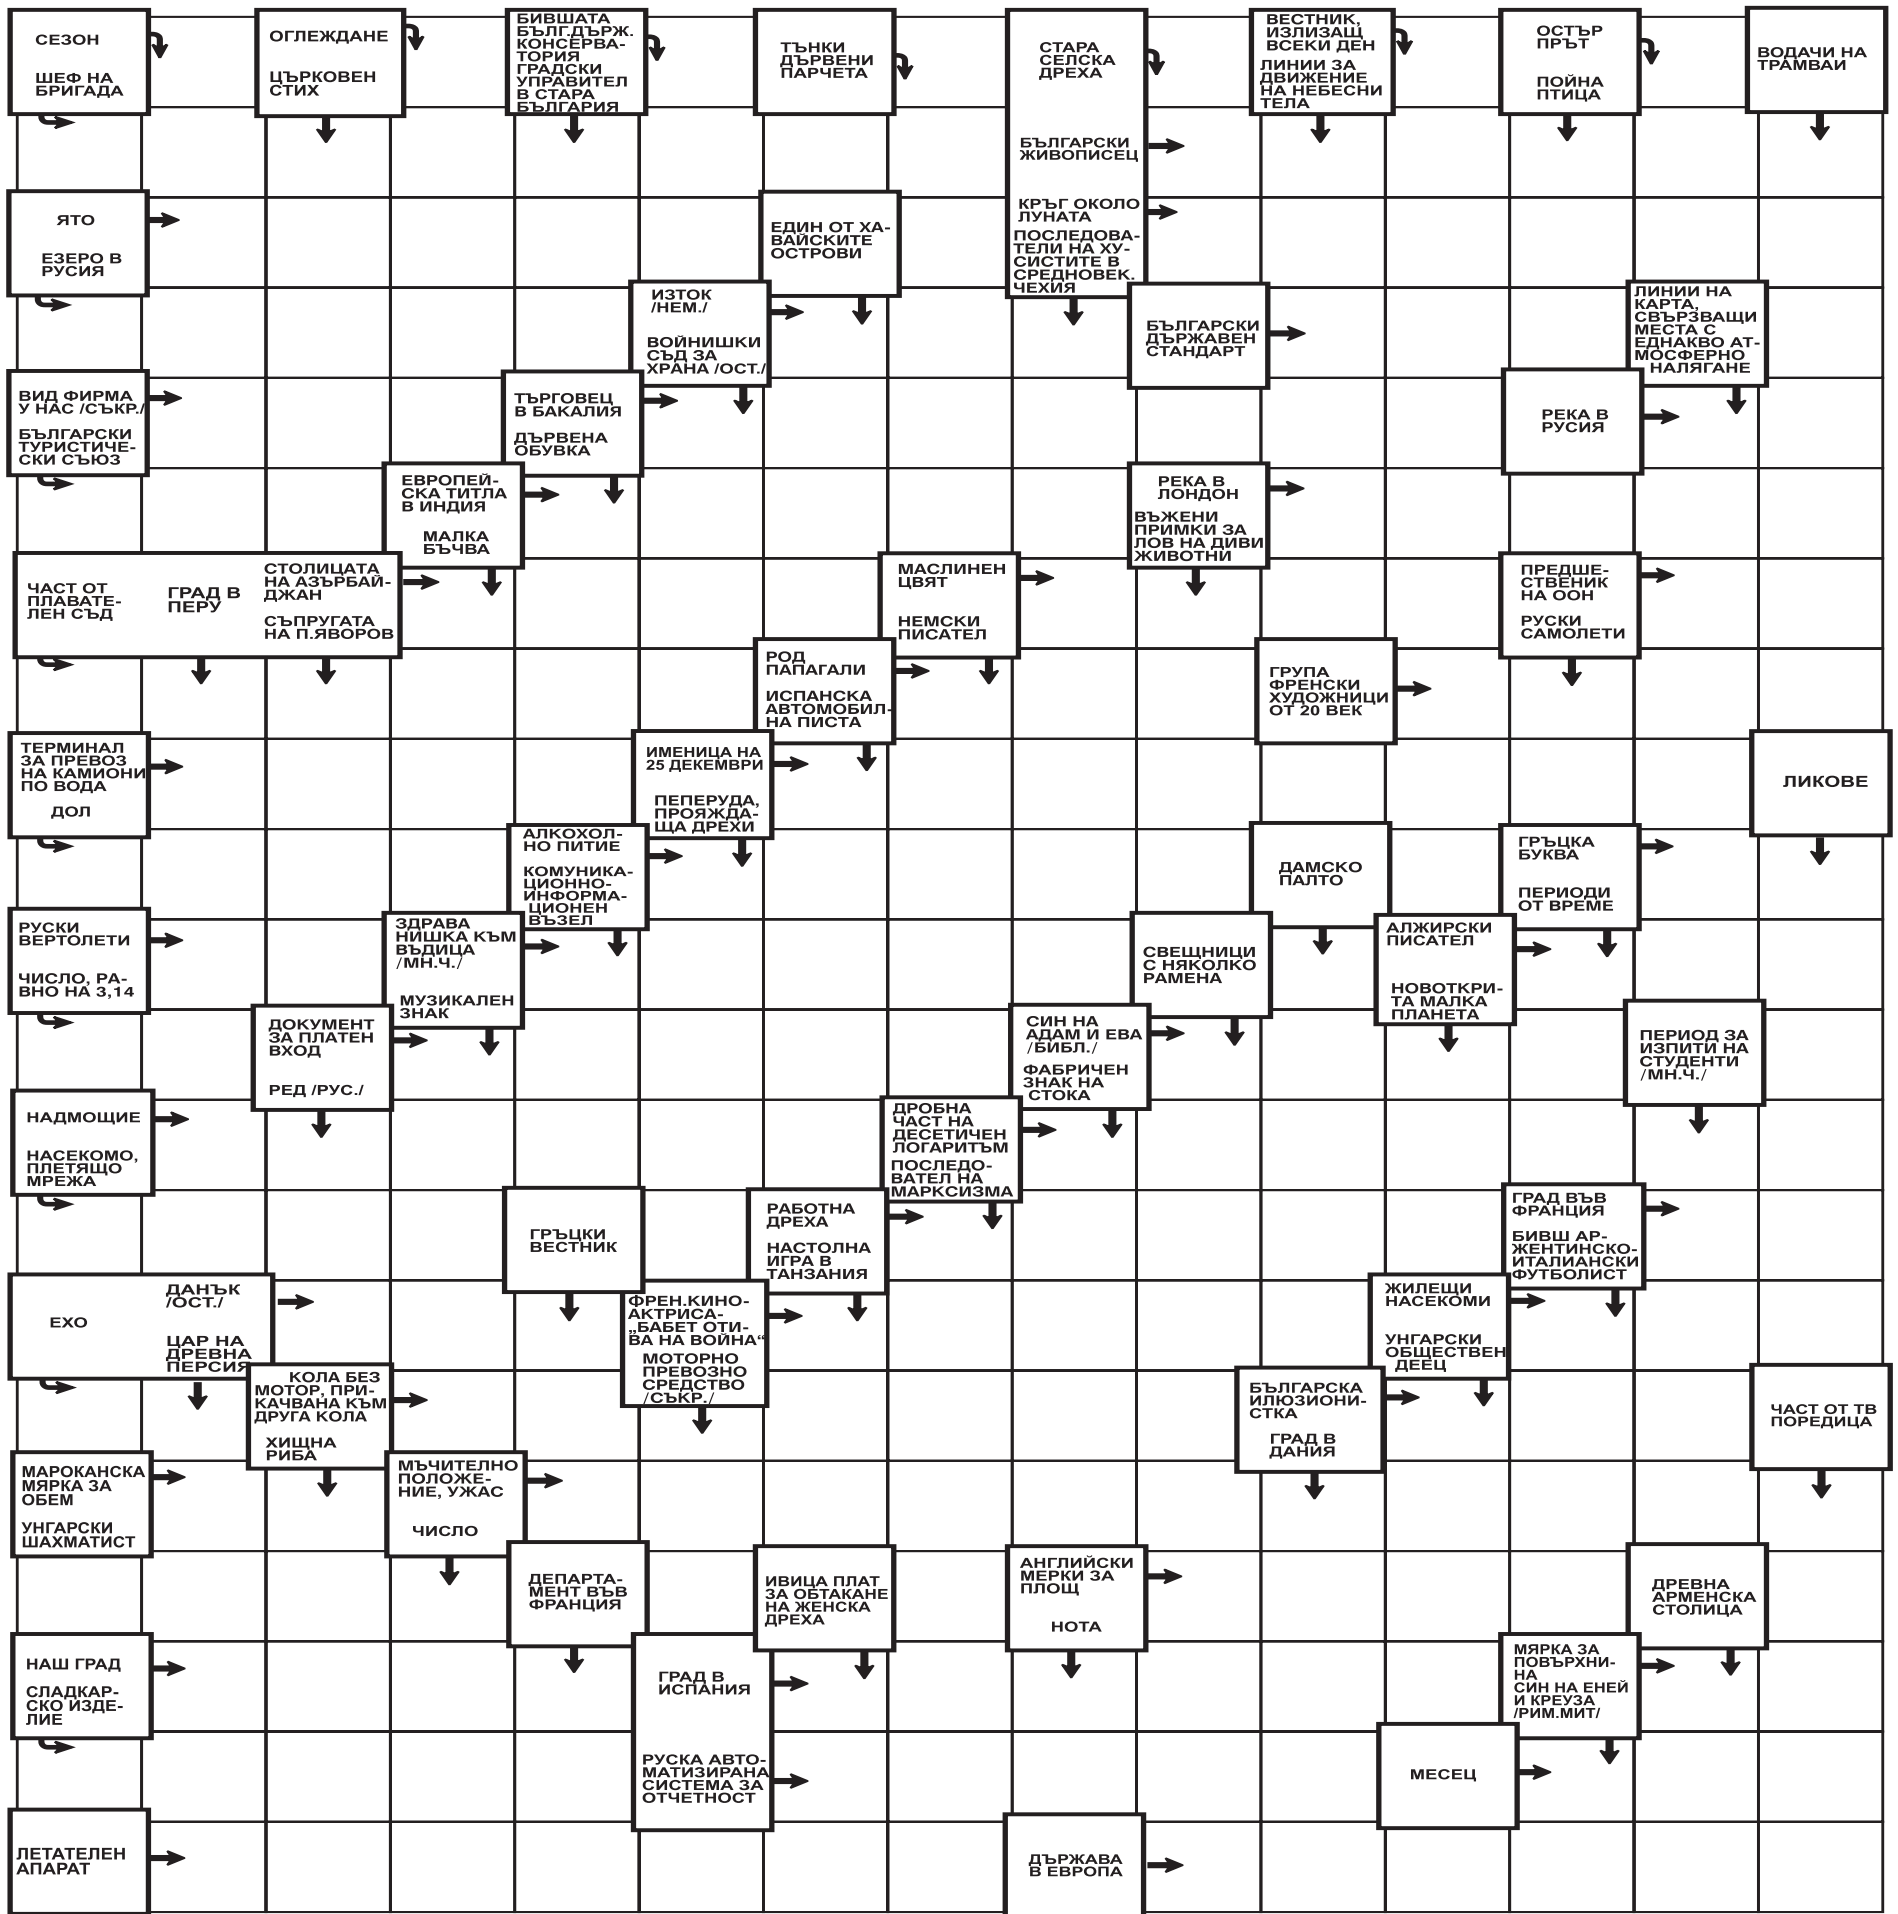 СЕЗОН
ШЕФ НА
БРИГАДА
ОГЛЕЖДАНЕ
ЦЪРКОВЕН
СТИХ
БИВШАТА
БЪЛГ.ДЪРЖ.
КОНСЕРВА-
ТОРИЯ
ГРАДСКИ
УПРАВИТЕЛ
В СТАРА
БЪЛГАРИЯ
ТЪНКИ
ДЪРВЕНИ
ПАРЧЕТА
СТАРА
СЕЛСКА
ДРЕХА
БЪЛГАРСКИ
ЖИВОПИСЕЦ
КРЪГ ОКОЛО
ЛУНАТА
ПОСЛЕДОВА-
ТЕЛИ НА ХУ-
СИСТИТЕ В
СРЕДНОВЕК.
ЧЕХИЯ
ВЕСТНИК,
ИЗЛИЗАЩ
ВСЕКИ ДЕН
ЛИНИИ ЗА
ДВИЖЕНИЕ
НА НЕБЕСНИ
ТЕЛА
ОСТЪР
ПРЪТ
ПОЙНА
ПТИЦА
ВОДАЧИ НА
ТРАМВАИ
ЯТО
ЕЗЕРО В
РУСИЯ
ЕДИН ОТ ХА-
ВАЙСКИТЕ
ОСТРОВИ
ИЗТОК
/НЕМ./
ВОЙНИШКИ
СЪД ЗА
ХРАНА /ОСТ./
БЪЛГАРСКИ
ДЪРЖАВЕН
СТАНДАРТ
ЛИНИИ НА
КАРТА,
СВЪРЗВАЩИ
МЕСТА С
ЕДНАКВО АТ-
МОСФЕРНО
НАЛЯГАНЕ
ВИД ФИРМА
У НАС /СЪКР./
БЪЛГАРСКИ
ТУРИСТИЧЕ-
СКИ СЪЮЗ
ТЪРГОВЕЦ
В БАКАЛИЯ
ДЪРВЕНА
ОБУВКА
РЕКА В
РУСИЯ
ЕВРОПЕЙ-
СКА ТИТЛА
В ИНДИЯ
МАЛКА
БЪЧВА
РЕКА В
ЛОНДОН
ВЪЖЕНИ
ПРИМКИ ЗА
ЛОВ НА ДИВИ
ЖИВОТНИ
ЧАСТ ОТ
ПЛАВАТЕ-
ЛЕН СЪД
ГРАД В
ПЕРУ
СТОЛИЦАТА
НА АЗЪРБАЙ-
ДЖАН
СЪПРУГАТА
НА П.ЯВОРОВ
МАСЛИНЕН
ЦВЯТ
НЕМСКИ
ПИСАТЕЛ
ПРЕДШЕ-
СТВЕНИК
НА ООН
РУСКИ
САМОЛЕТИ
РОД
ПАПАГАЛИ
ИСПАНСКА
АВТОМОБИЛ-
НА ПИСТА
ГРУПА
ФРЕНСКИ
ХУДОЖНИЦИ
ОТ 20 ВЕК
ТЕРМИНАЛ
ЗА ПРЕВОЗ
НА КАМИОНИ
ПО ВОДА
ДОЛ
ИМЕНИЦА НА
25 ДЕКЕМВРИ
ПЕПЕРУДА,
ПРОЯЖДА-
ЩА ДРЕХИ
ЛИКОВЕ
АЛКОХОЛ-
НО ПИТИЕ
КОМУНИКА-
ЦИОННО-
ИНФОРМА-
ЦИОНЕН
ВЪЗЕЛ
ДАМСКО
ПАЛТО
ГРЪЦКА
БУКВА
ПЕРИОДИ
ОТ ВРЕМЕ
РУСКИ
ВЕРТОЛЕТИ
ЧИСЛО, РА-
ВНО НА 3,14
ЗДРАВА
НИШКА КЪМ
ВЪДИЦА
/МН.Ч./
МУЗИКАЛЕН
ЗНАК
СВЕЩНИЦИ
С НЯКОЛКО
РАМЕНА
АЛЖИРСКИ
ПИСАТЕЛ
НОВОТКРИ-
ТА МАЛКА
ПЛАНЕТА
ДОКУМЕНТ
ЗА ПЛАТЕН
ВХОД
РЕД /РУС./
СИН НА
АДАМ И ЕВА
/БИБЛ./
ФАБРИЧЕН
ЗНАК НА
СТОКА
ПЕРИОД ЗА
ИЗПИТИ НА
СТУДЕНТИ
/МН.Ч./
НАДМОЩИЕ
НАСЕКОМО,
ПЛЕТЯЩО
МРЕЖА
ДРОБНА
ЧАСТ НА
ДЕСЕТИЧЕН
ЛОГАРИТЪМ
ПОСЛЕДО-
ВАТЕЛ НА
МАРКСИЗМА
ГРЪЦКИ
ВЕСТНИК
РАБОТНА
ДРЕХА
НАСТОЛНА
ИГРА В
ТАНЗАНИЯ
ГРАД ВЪВ
ФРАНЦИЯ
БИВШ АР-
ЖЕНТИНСКО-
ИТАЛИАНСКИ
ФУТБОЛИСТ
ЕХО
ДАНЪК
/ОСТ./
ЦАР НА
ДРЕВНА
ПЕРСИЯ
ФРЕН.КИНО-
АКТРИСА-
„БАБЕТ ОТИ-
ВА НА ВОЙНА“
МОТОРНО
ПРЕВОЗНО
СРЕДСТВО
/СЪКР./
ЖИЛЕЩИ
НАСЕКОМИ
УНГАРСКИ
ОБЩЕСТВЕН
ДЕЕЦ
КОЛА БЕЗ
МОТОР, ПРИ-
КАЧВАНА КЪМ
ДРУГА КОЛА
ХИЩНА
РИБА
БЪЛГАРСКА
ИЛЮЗИОНИ-
СТКА
ГРАД В
ДАНИЯ
ЧАСТ ОТ ТВ
ПОРЕДИЦА
МАРОКАНСКА
МЯРКА ЗА
ОБЕМ
УНГАРСКИ
ШАХМАТИСТ
МЪЧИТЕЛНО
ПОЛОЖЕ-
НИЕ, УЖАС
ЧИСЛО
ДЕПАРТА-
МЕНТ ВЪВ
ФРАНЦИЯ
ИВИЦА ПЛАТ
ЗА ОБТАКАНЕ
НА ЖЕНСКА
ДРЕХА
АНГЛИЙСКИ
МЕРКИ ЗА
ПЛОЩ
НОТА
ДРЕВНА
АРМЕНСКА
СТОЛИЦА
НАШ ГРАД
СЛАДКАР-
СКО ИЗДЕ-
ЛИЕ
ГРАД В
ИСПАНИЯ
РУСКА АВТО-
МАТИЗИРАНА
СИСТЕМА ЗА
ОТЧЕТНОСТ
МЯРКА ЗА
ПОВЪРХНИ-
НА
СИН НА ЕНЕЙ
И КРЕУЗА
/РИМ.МИТ/
МЕСЕЦ
ЛЕТАТЕЛЕН
АПАРАТ
ДЪРЖАВА
В ЕВРОПА